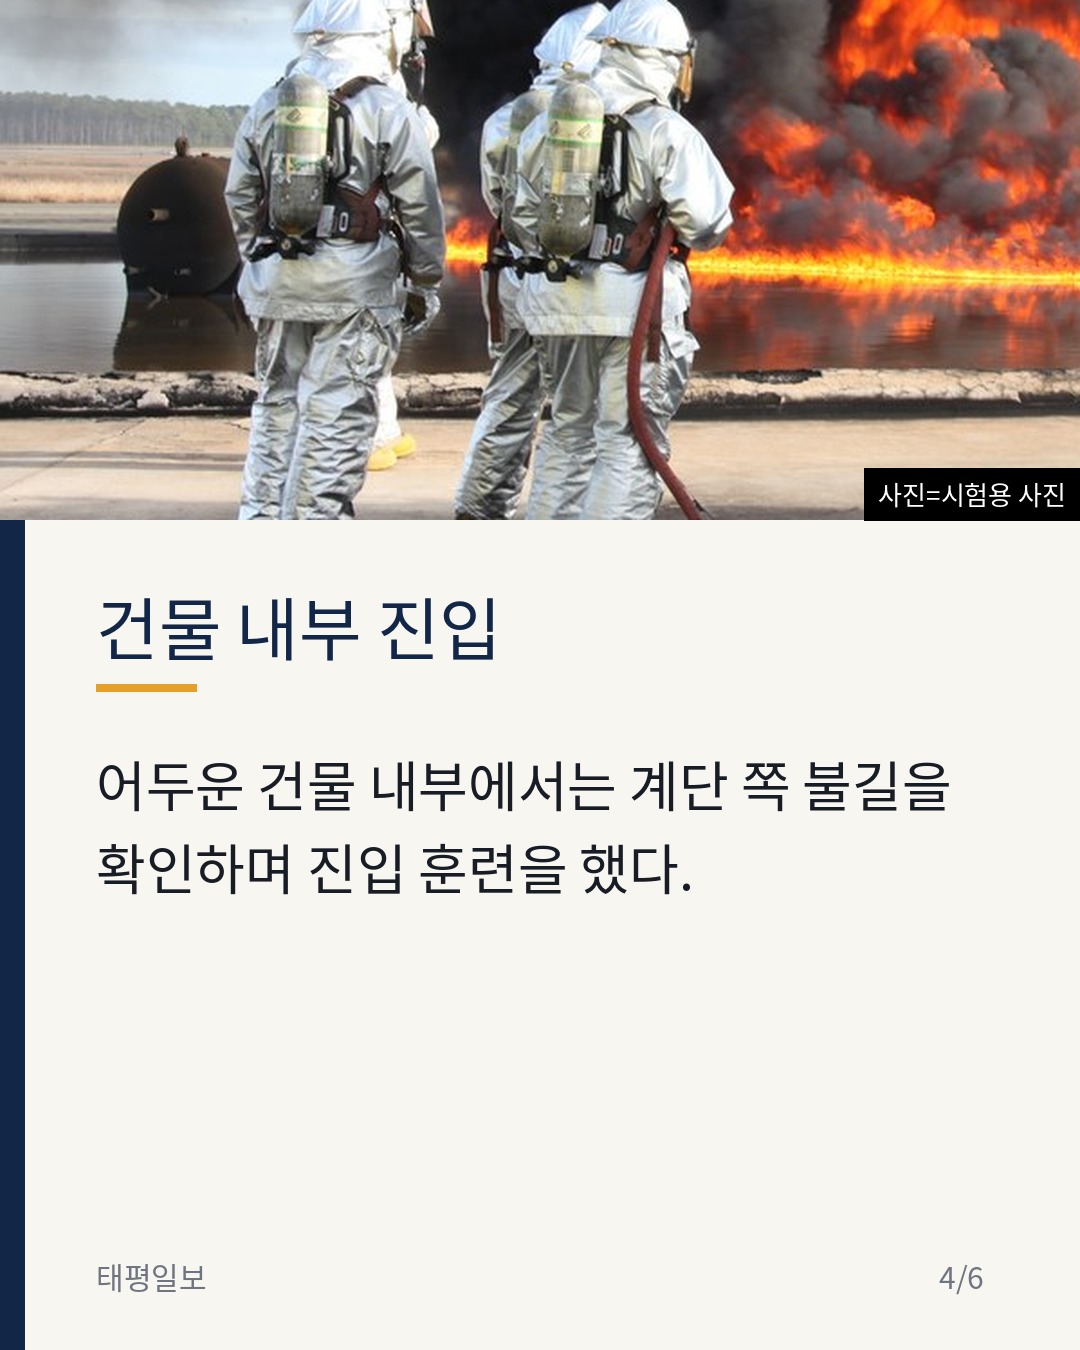 사진=시험용 사진
건물 내부 진입
어두운 건물 내부에서는 계단 쪽 불길을
확인하며 진입 훈련을 했다.
태평일보
4/6